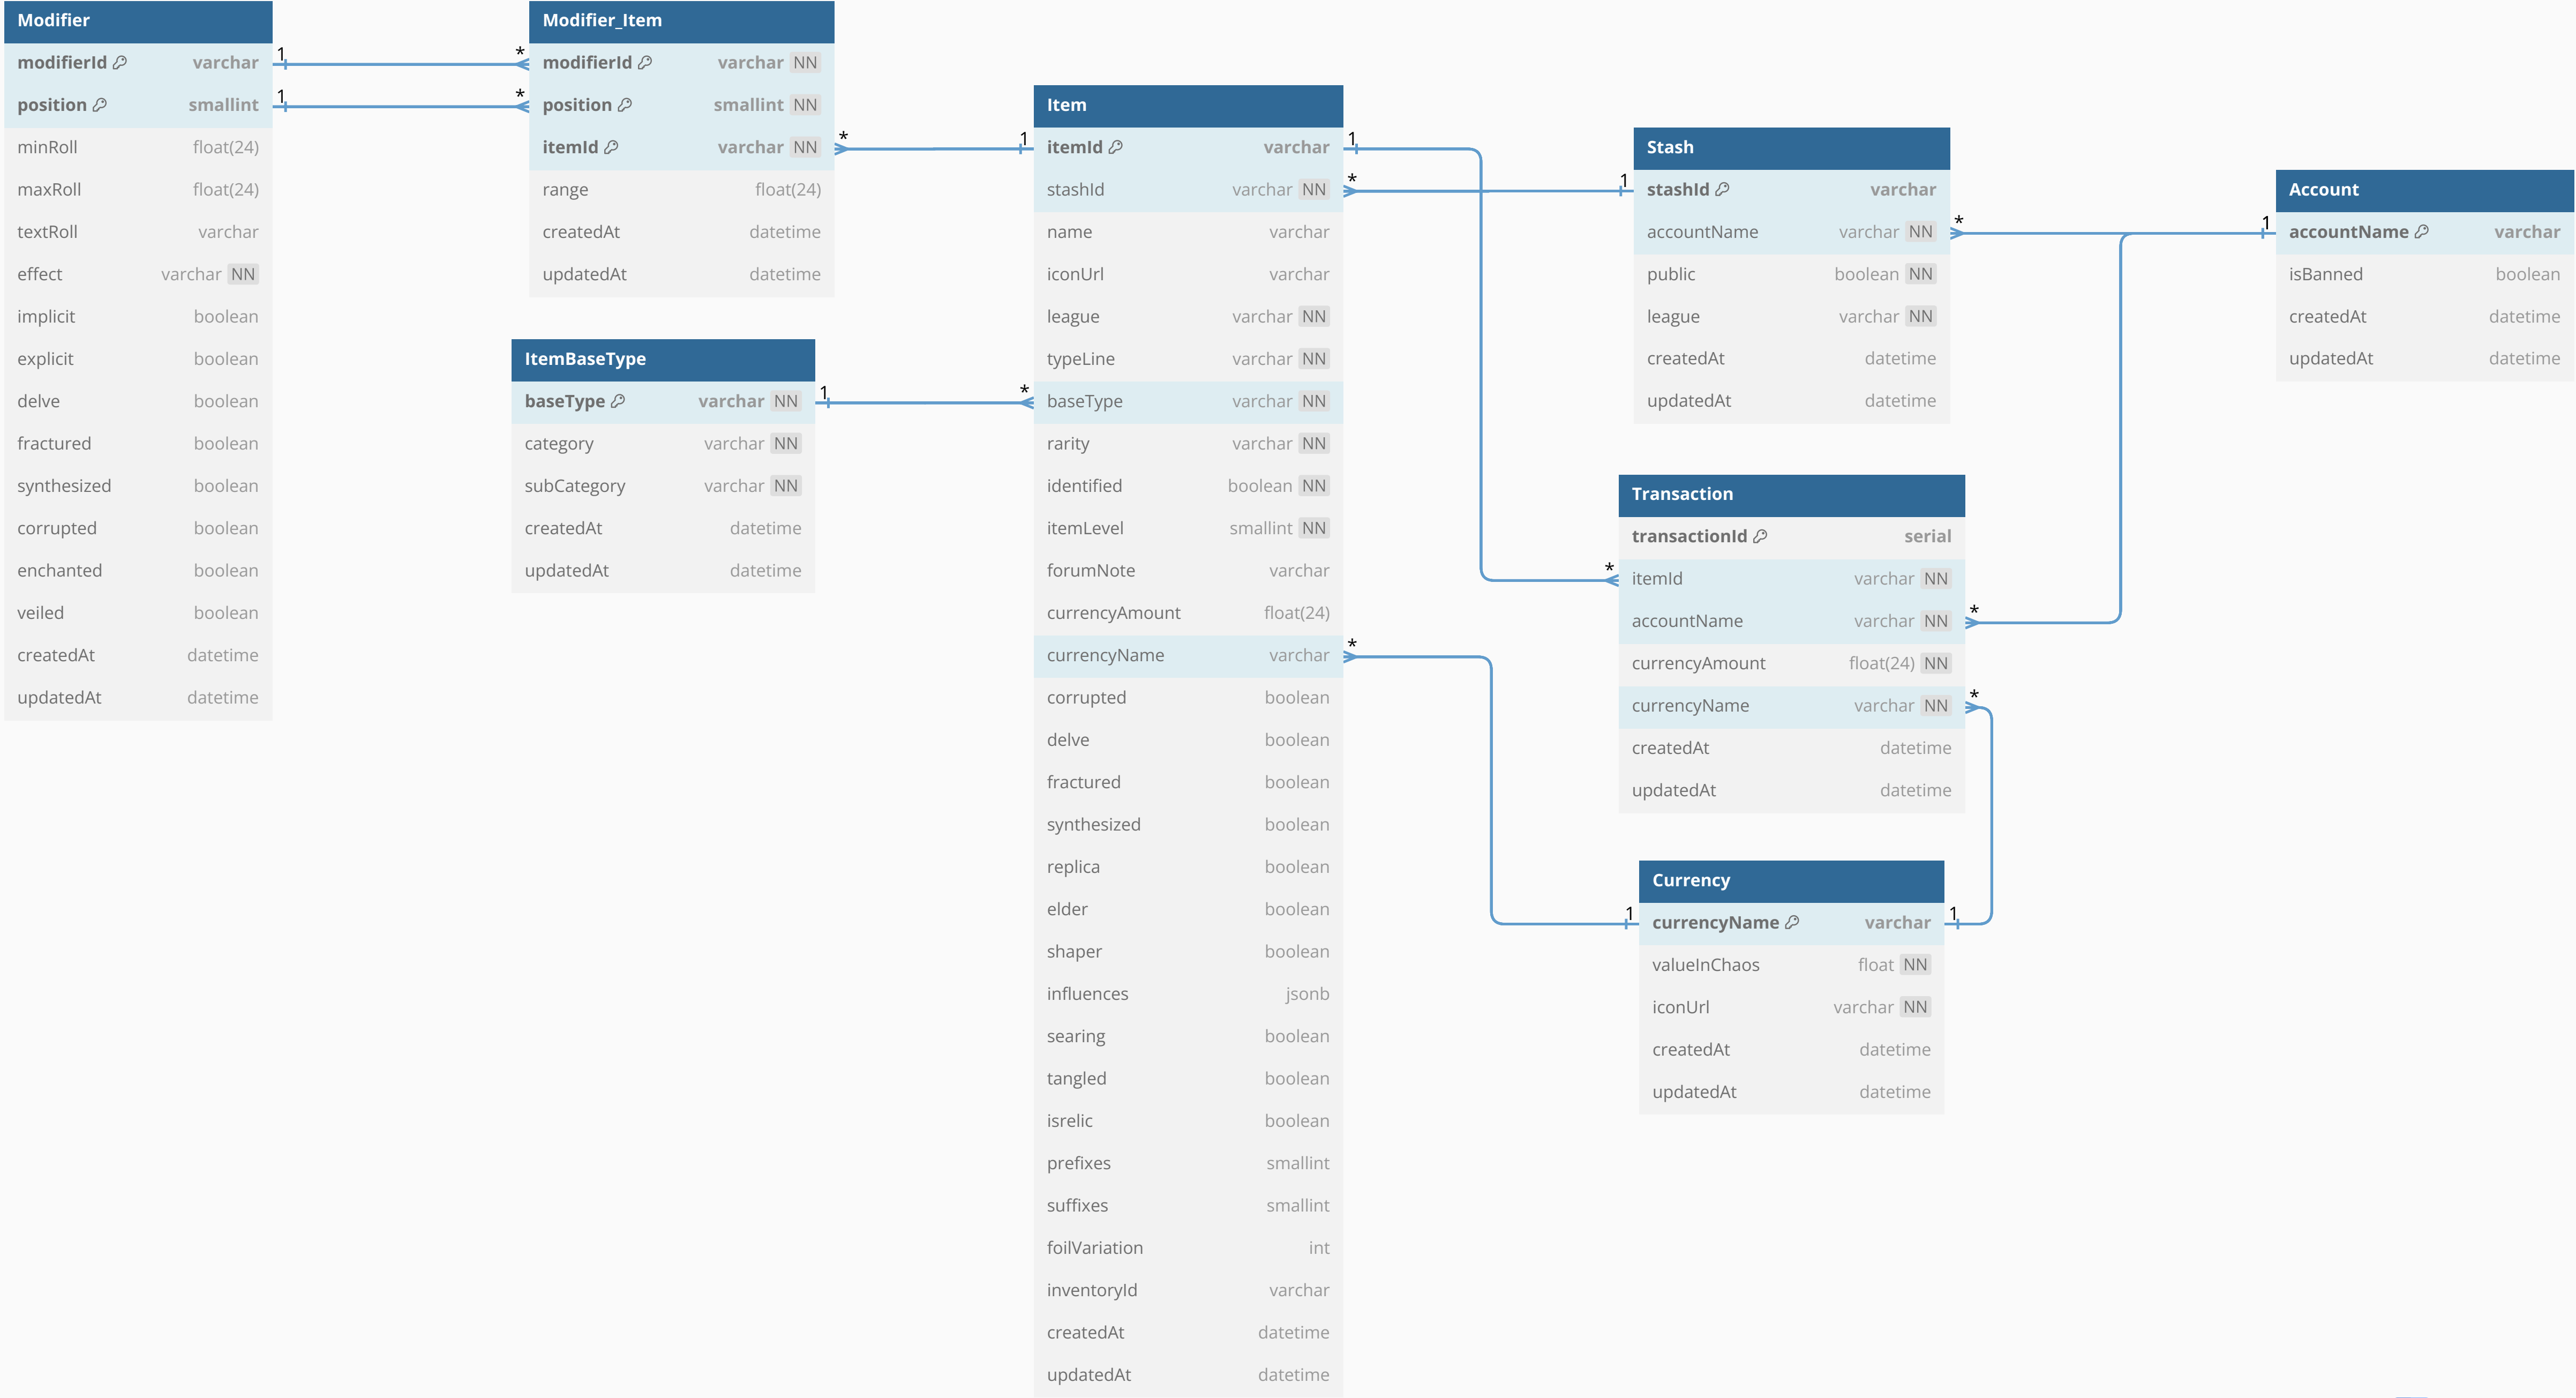 Modifier
modifierId varchar
position smallint
minRoll float(24)
maxRoll float(24)
textRoll varchar
effect varchar NN
implicit boolean
explicit boolean
delve boolean
fractured boolean
synthesized boolean
corrupted boolean
enchanted boolean
veiled boolean
createdAt datetime
updatedAt datetime
1 *
1 *
Modifier_Item
modifierId varchar NN
position smallint NN
itemId varchar NN
range float(24)
createdAt datetime
updatedAt datetime
* 1
ItemBaseType
baseType varchar NN
category varchar NN
subCategory varchar NN
createdAt datetime
updatedAt datetime
1 *
Item
itemId varchar
stashId varchar NN
name varchar
iconUrl varchar
league varchar NN
typeLine varchar NN
baseType varchar NN
rarity varchar NN
identified boolean NN
itemLevel smallint NN
forumNote varchar
currencyAmount float(24)
currencyName varchar
corrupted boolean
delve boolean
fractured boolean
synthesized boolean
replica boolean
elder boolean
shaper boolean
influences jsonb
searing boolean
tangled boolean
isrelic boolean
prefixes smallint
suffixes smallint
foilVariation int
inventoryId varchar
createdAt datetime
updatedAt datetime
1 *
* 1
* 1
Stash
stashId varchar
accountName varchar NN
public boolean NN
league varchar NN
createdAt datetime
updatedAt datetime
* 1
Transaction
transactionId serial
itemId varchar NN
accountName varchar NN
currencyAmount float(24) NN
currencyName varchar NN
createdAt datetime
updatedAt datetime
*
* 1
Currency
currencyName varchar
valueInChaos float NN
iconUrl varchar NN
createdAt datetime
updatedAt datetime
Account
accountName varchar
isBanned boolean
createdAt datetime
updatedAt datetime